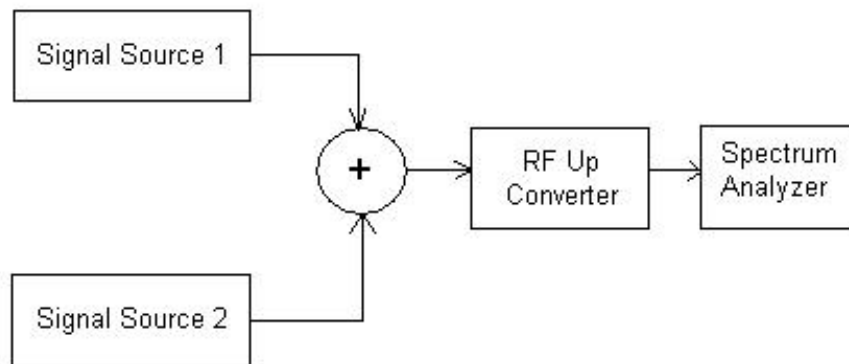 Signal Source 1
+
RF Up
Converter
Spectrum
Analyzer
Signal Source 2